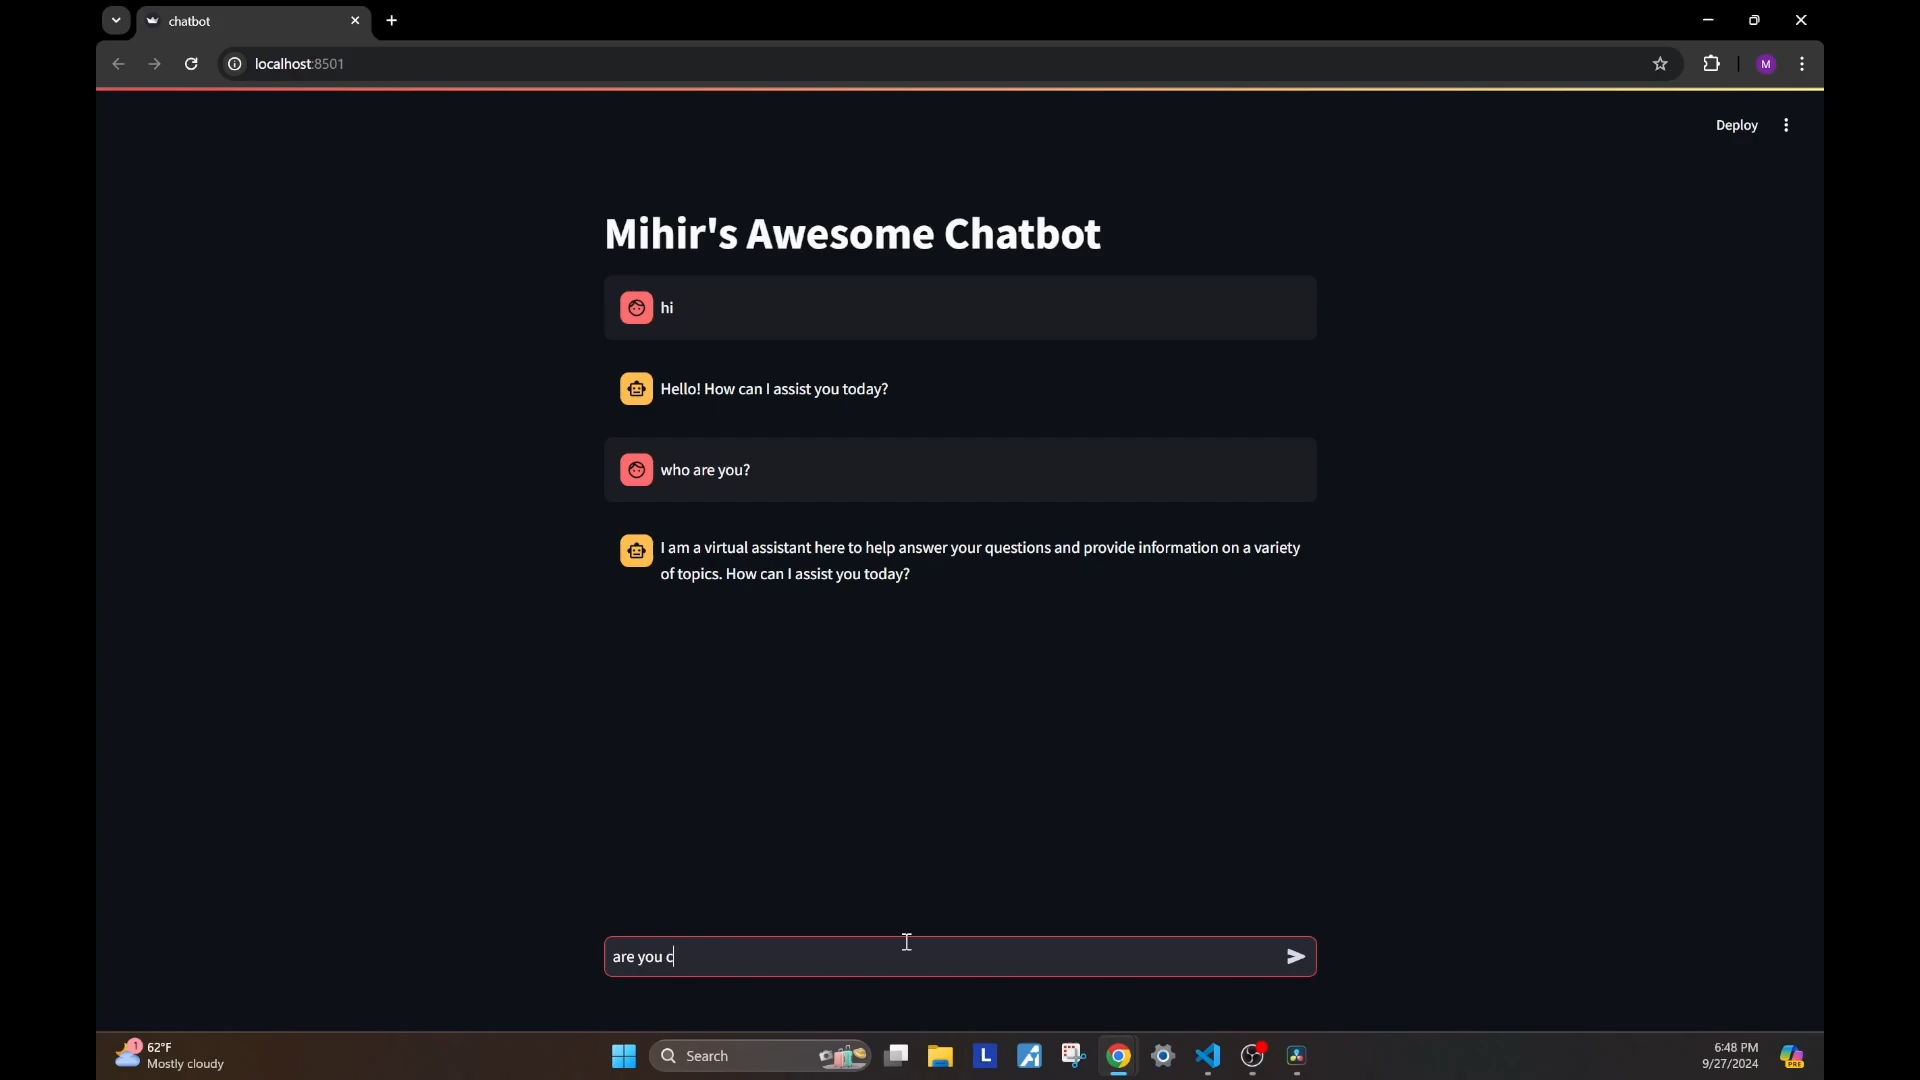 chatbot
localhost:8501
M
Deploy
Mihir's Awesome Chatbot
hi
Hello! How can I assist you today?
who are you?
I am a virtual assistant here to help answer your questions and provide information on a variety
of topics. How can I assist you today?
are you c
1
62°F
Mostly cloudy
Search
L
6:48 PM
9/27/2024
PRE